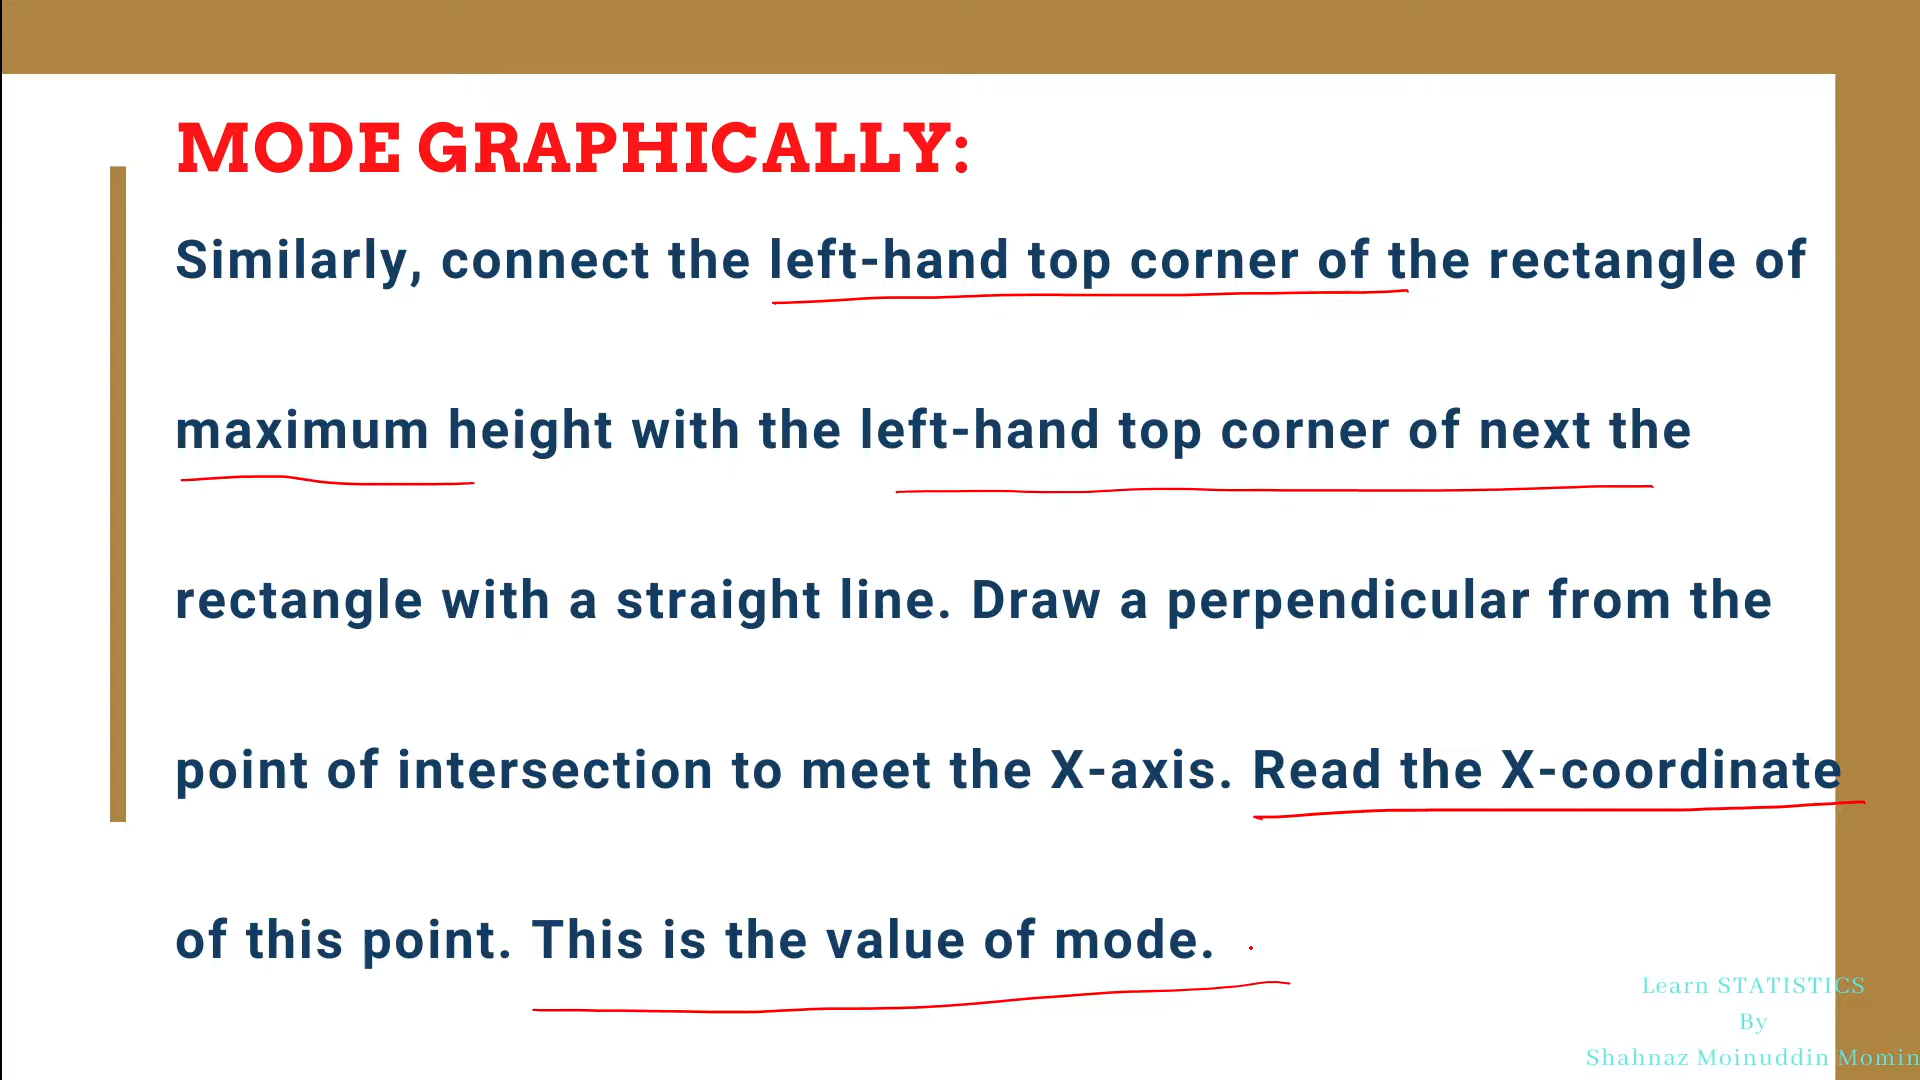 MODE GRAPHICALLY:
Similarly, connect the left-hand top corner of the rectangle of
maximum height with the left-hand top corner of next the
rectangle with a straight line. Draw a perpendicular from the
point of intersection to meet the X-axis. Read the X-coordinate
of this point. This is the value of mode.
Learn STATISTICS
By
Shahnaz Moinuddin Momin